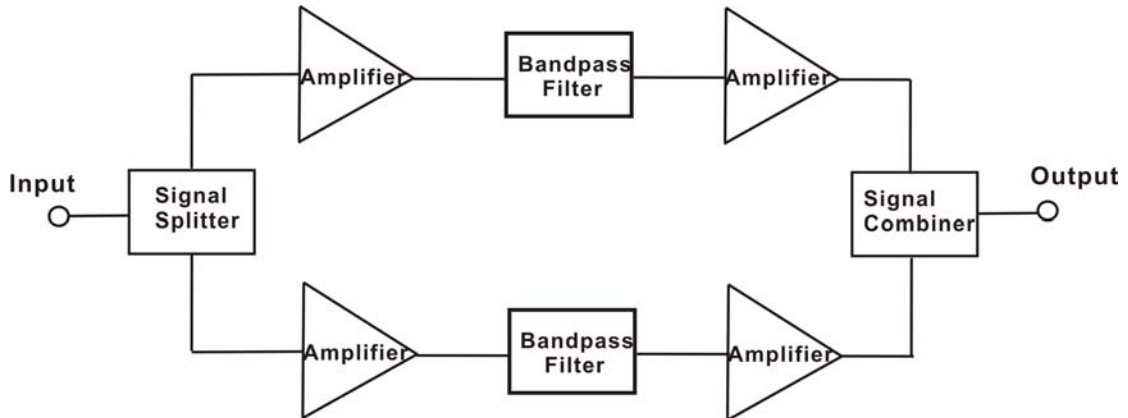 Amplifier
Bandpass
Filter
Amplifier
Input
Signal
Splitter
Signal
Combiner
Output
Amplifier
Bandpass
Filter
Amplifier